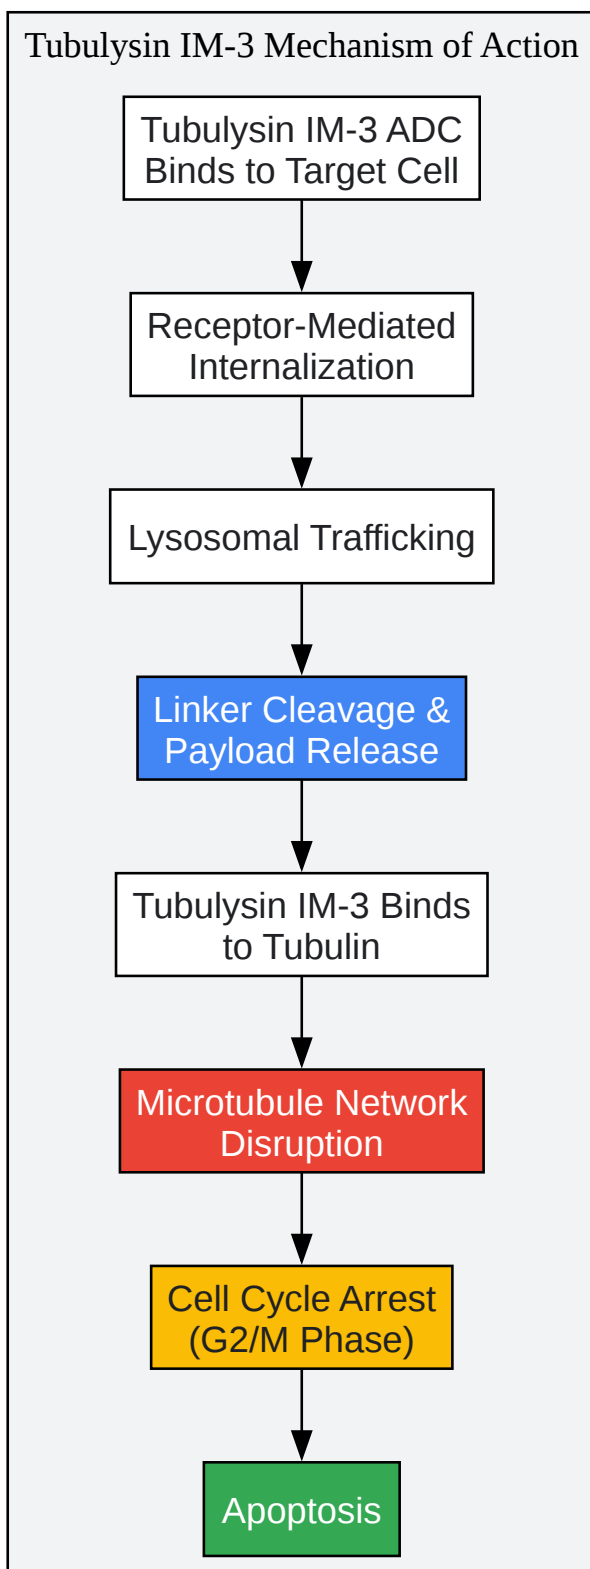 Tubulysin IM-3 Mechanism of Action
Tubulysin IM-3 ADC
Binds to Target Cell
Receptor-Mediated
Internalization
Lysosomal Trafficking
Linker Cleavage &
Payload Release
Tubulysin IM-3 Binds
to Tubulin
Microtubule Network
Disruption
Cell Cycle Arrest
(G2/M Phase)
Apoptosis